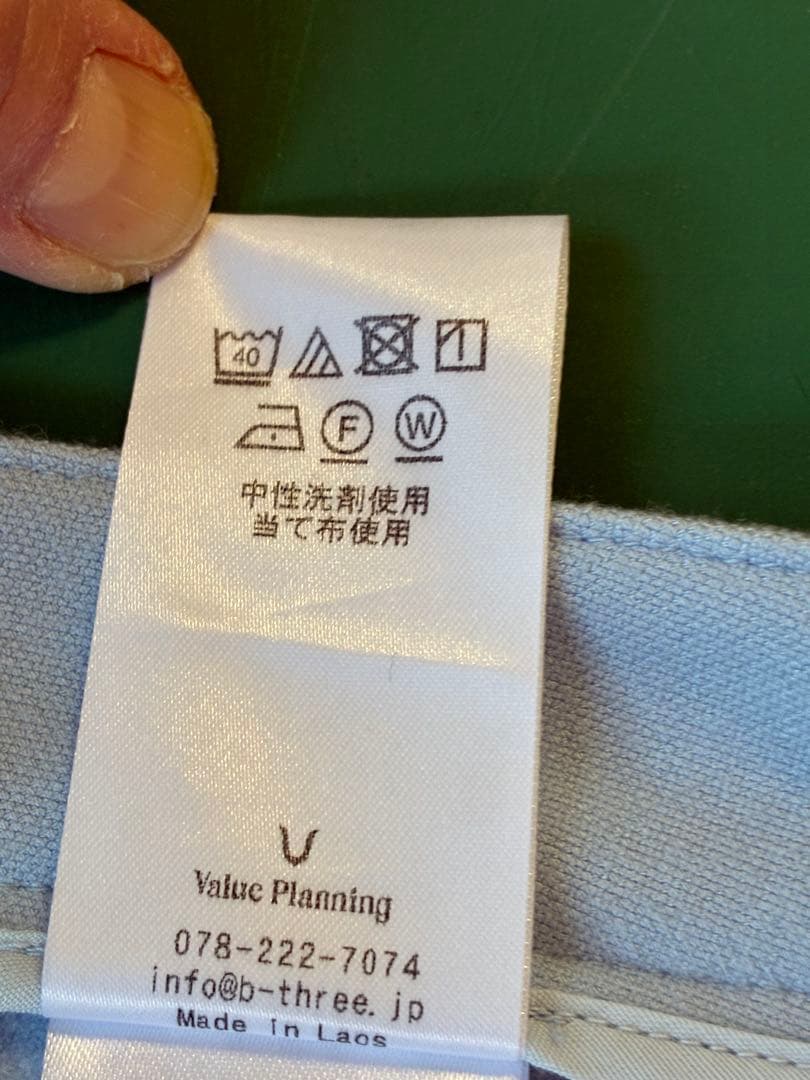 40
F W
中性洗剤使用
当て布使用
Value Planning
078-222-7074
info@b-three.jp
Made in Laos